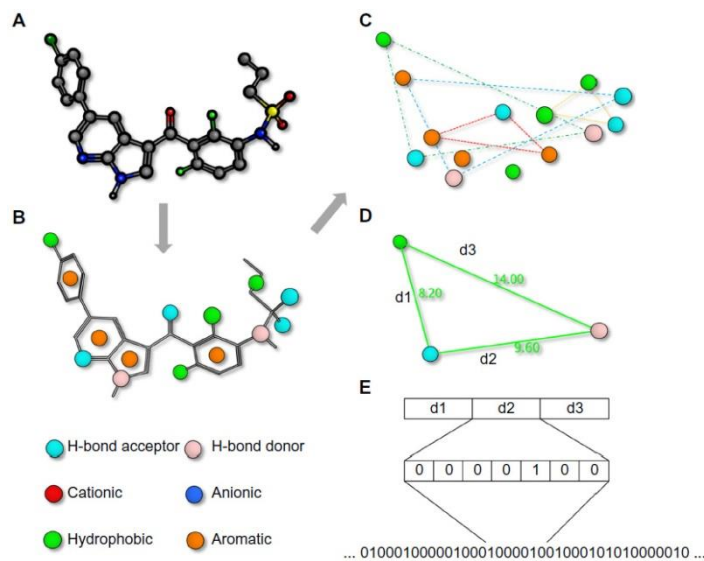 A
B
H-bond acceptor H-bond donor
Cationic Anionic
Hydrophobic Aromatic
C
D
d3
14.00
d1 8.20
d2
9.60
E
d1 d2 d3
0 0 0 0 1 0 0
... 0100010000010001000010010001010100000010 ...